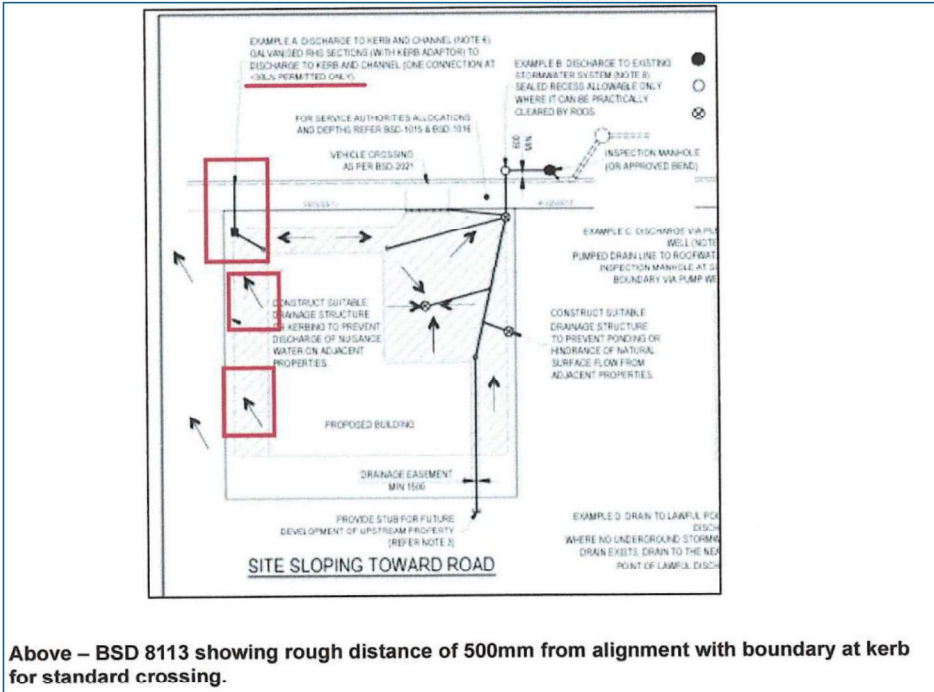 EXAMPLE A. DISCHARGE TO KERB AND CHANNEL (NOTE 6)
GALVANISED RHS SECTIONS (WITH KERB ADAPTOR) TO
DISCHARGE TO KERB AND CHANNEL (ONE CONNECTION AT
<30L/s PERMITTED ONLY).
EXAMPLE B. DISCHARGE TO EXISTING
STORMWATER SYSTEM (NOTE 8)
SEALED RECESS ALLOWABLE ONLY
WHERE IT CAN BE PRACTICALLY
CLEARED BY RODS.
FOR SERVICE AUTHORITIES ALLOCATIONS
AND DEPTHS REFER BSD-1015 & BSD-1016
VEHICLE CROSSING
AS PER BSD-2021
600
MIN
INSPECTION MANHOLE
(OR APPROVED BEND)
EXAMPLE C. DISCHARGE VIA
WELL (NOTE
PUMPED DRAIN LINE TO
INSPECTION MANHOLE AT
BOUNDARY VIA PUMP
CONSTRUCT SUITABLE
DRAINAGE STRUCTURE
OR KERBING TO PREVENT
DISCHARGE OF NUISANCE
WATER ON ADJACENT
PROPERTIES.
CONSTRUCT SUITABLE
DRAINAGE STRUCTURE
TO PREVENT PONDING OR
HINDRANCE OF NATURAL
SURFACE FLOW FROM
ADJACENT PROPERTIES
PROPOSED BUILDING
DRAINAGE EASEMENT
MIN 1500
PROVIDE STUB FOR FUTURE
DEVELOPMENT OF UPSTREAM PROPERTY
(REFER NOTE 3)
EXAMPLE D. DRAIN TO LAWFUL
WHERE NO UNDERGROUND
DRAIN EXISTS, DRAIN TO THE
POINT OF LAWFUL
SITE SLOPING TOWARD ROAD
Above – BSD 8113 showing rough distance of 500mm from alignment with boundary at kerb
for standard crossing.